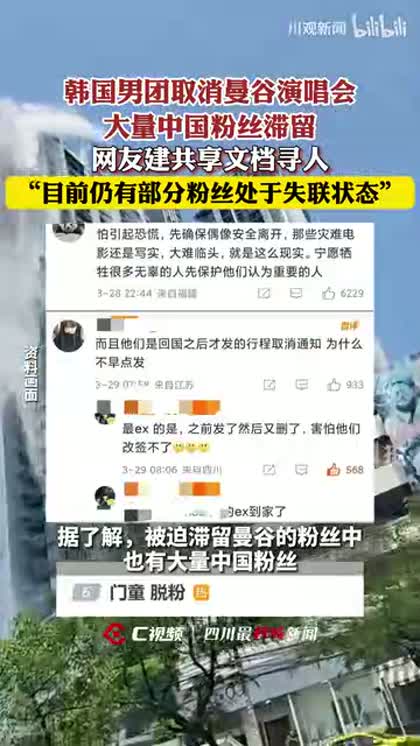 川观新闻 bilibili
韩国男团取消曼谷演唱会
大量中国粉丝滞留
网友建共享文档寻人
“目前仍有部分粉丝处于失联状态”
怕引起恐慌，先确保偶像安全离开，那些灾难电
影还是写实，大难临头，就是这么现实。宁愿牺
牲很多无辜的人先保护他们认为重要的人
3-28 22:44 来自福建
6229
资料画面
首评
而且他们是回国之后才发的行程取消通知 为什么
不早点发
来自江苏
933
最ex 的是，之前发了然后又删了，害怕他们
改签不了
3-29 08:06 来自四川
568
的ex到家了
据了解，被迫滞留曼谷的粉丝中
也有大量中国粉丝
6 门童 脱粉 热
C视频 四川最 新闻